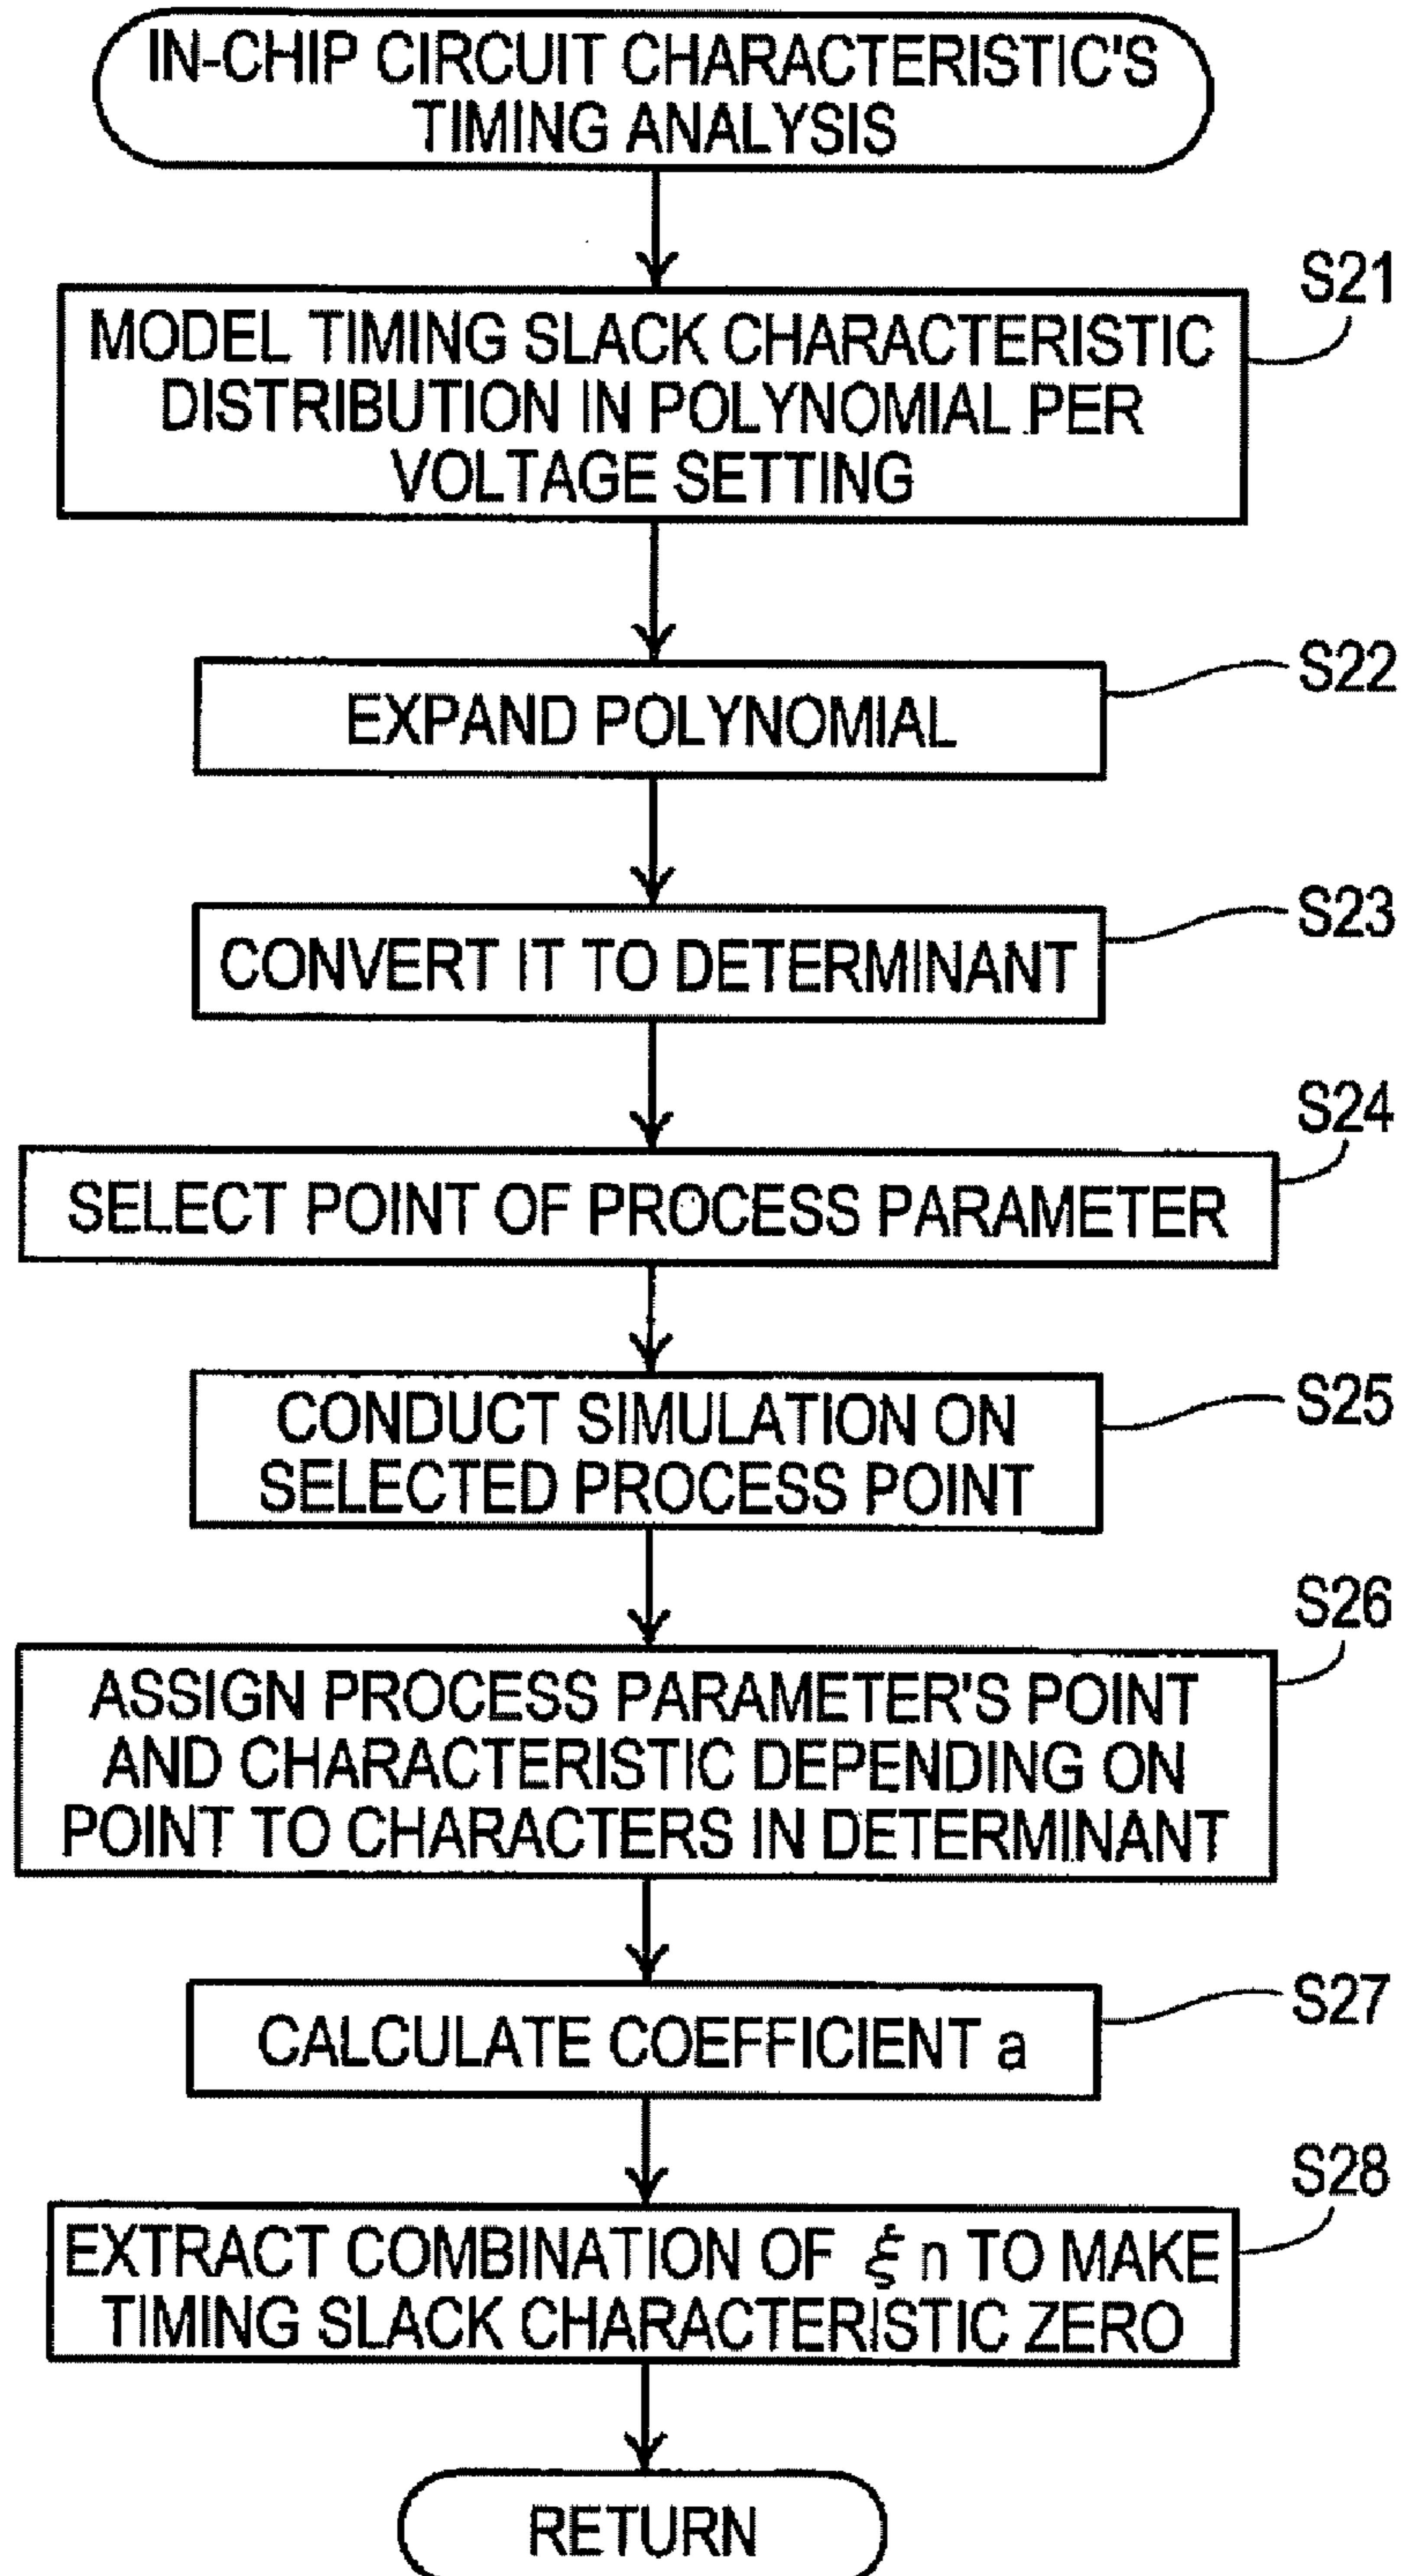 IN-CHIP CIRCUIT CHARACTERISTIC'S
TIMING ANALYSIS
S21
MODEL TIMING SLACK CHARACTERISTIC
DISTRIBUTION IN POLYNOMIAL PER
VOLTAGE SETTING
S22
EXPAND POLYNOMIAL
S23
CONVERT IT TO DETERMINANT
S24
SELECT POINT OF PROCESS PARAMETER
S25
CONDUCT SIMULATION ON
SELECTED PROCESS POINT
S26
ASSIGN PROCESS PARAMETER'S POINT
AND CHARACTERISTIC DEPENDING ON
POINT TO CHARACTERS IN DETERMINANT
S27
CALCULATE COEFFICIENT a
S28
EXTRACT COMBINATION OF ξ n TO MAKE
TIMING SLACK CHARACTERISTIC ZERO
RETURN